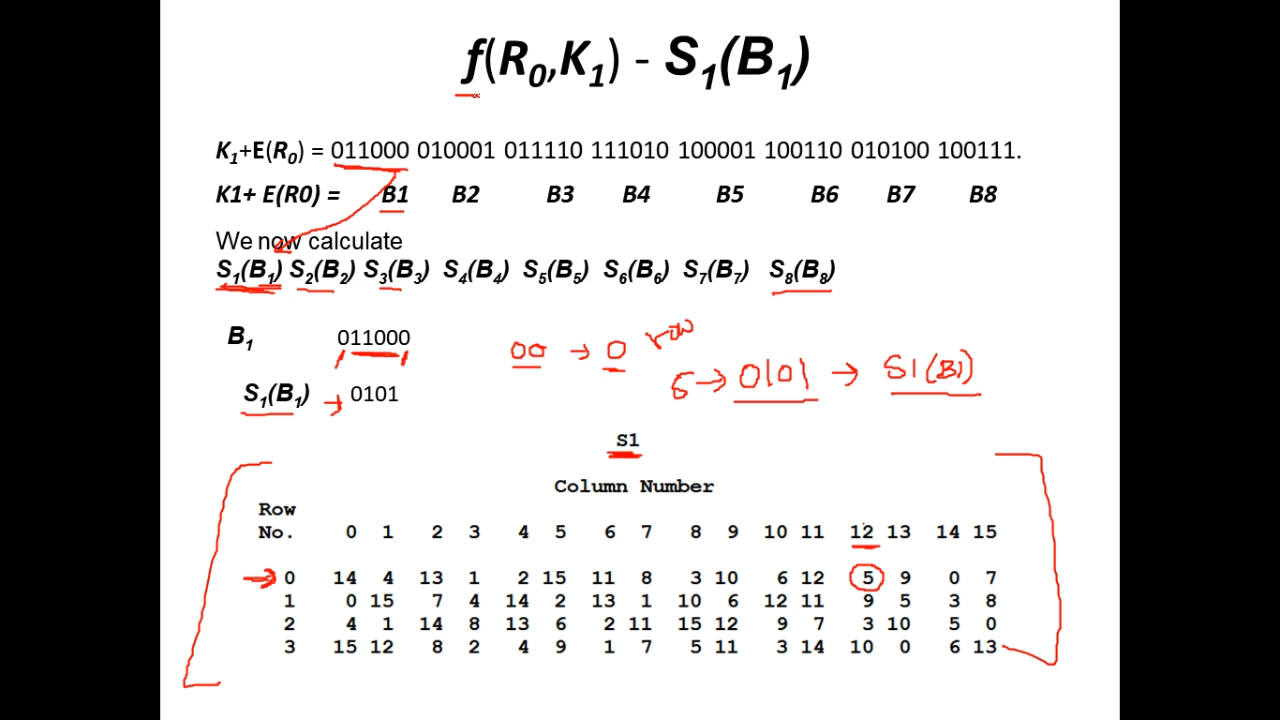 f(R0,K1) - S1(B1)
K1+E(R0) = 011000 010001 011110 111010 100001 100110 010100 100111.
K1+ E(R0) = B1 B2 B3 B4 B5 B6 B7 B8
We now calculate
S1(B1) S2(B2) S3(B3) S4(B4) S5(B5) S6(B6) S7(B7) S8(B8)
B1 011000
00 → 0 row
5 → 0101 → S1(B1)
S1(B1) → 0101
S1
Column Number
Row
No. 0 1 2 3 4 5 6 7 8 9 10 11 12 13 14 15
0 14 4 13 1 2 15 11 8 3 10 6 12 5 9 0 7
1 0 15 7 4 14 2 13 1 10 6 12 11 9 5 3 8
2 4 1 14 8 13 6 2 11 15 12 9 7 3 10 5 0
3 15 12 8 2 4 9 1 7 5 11 3 14 10 0 6 13